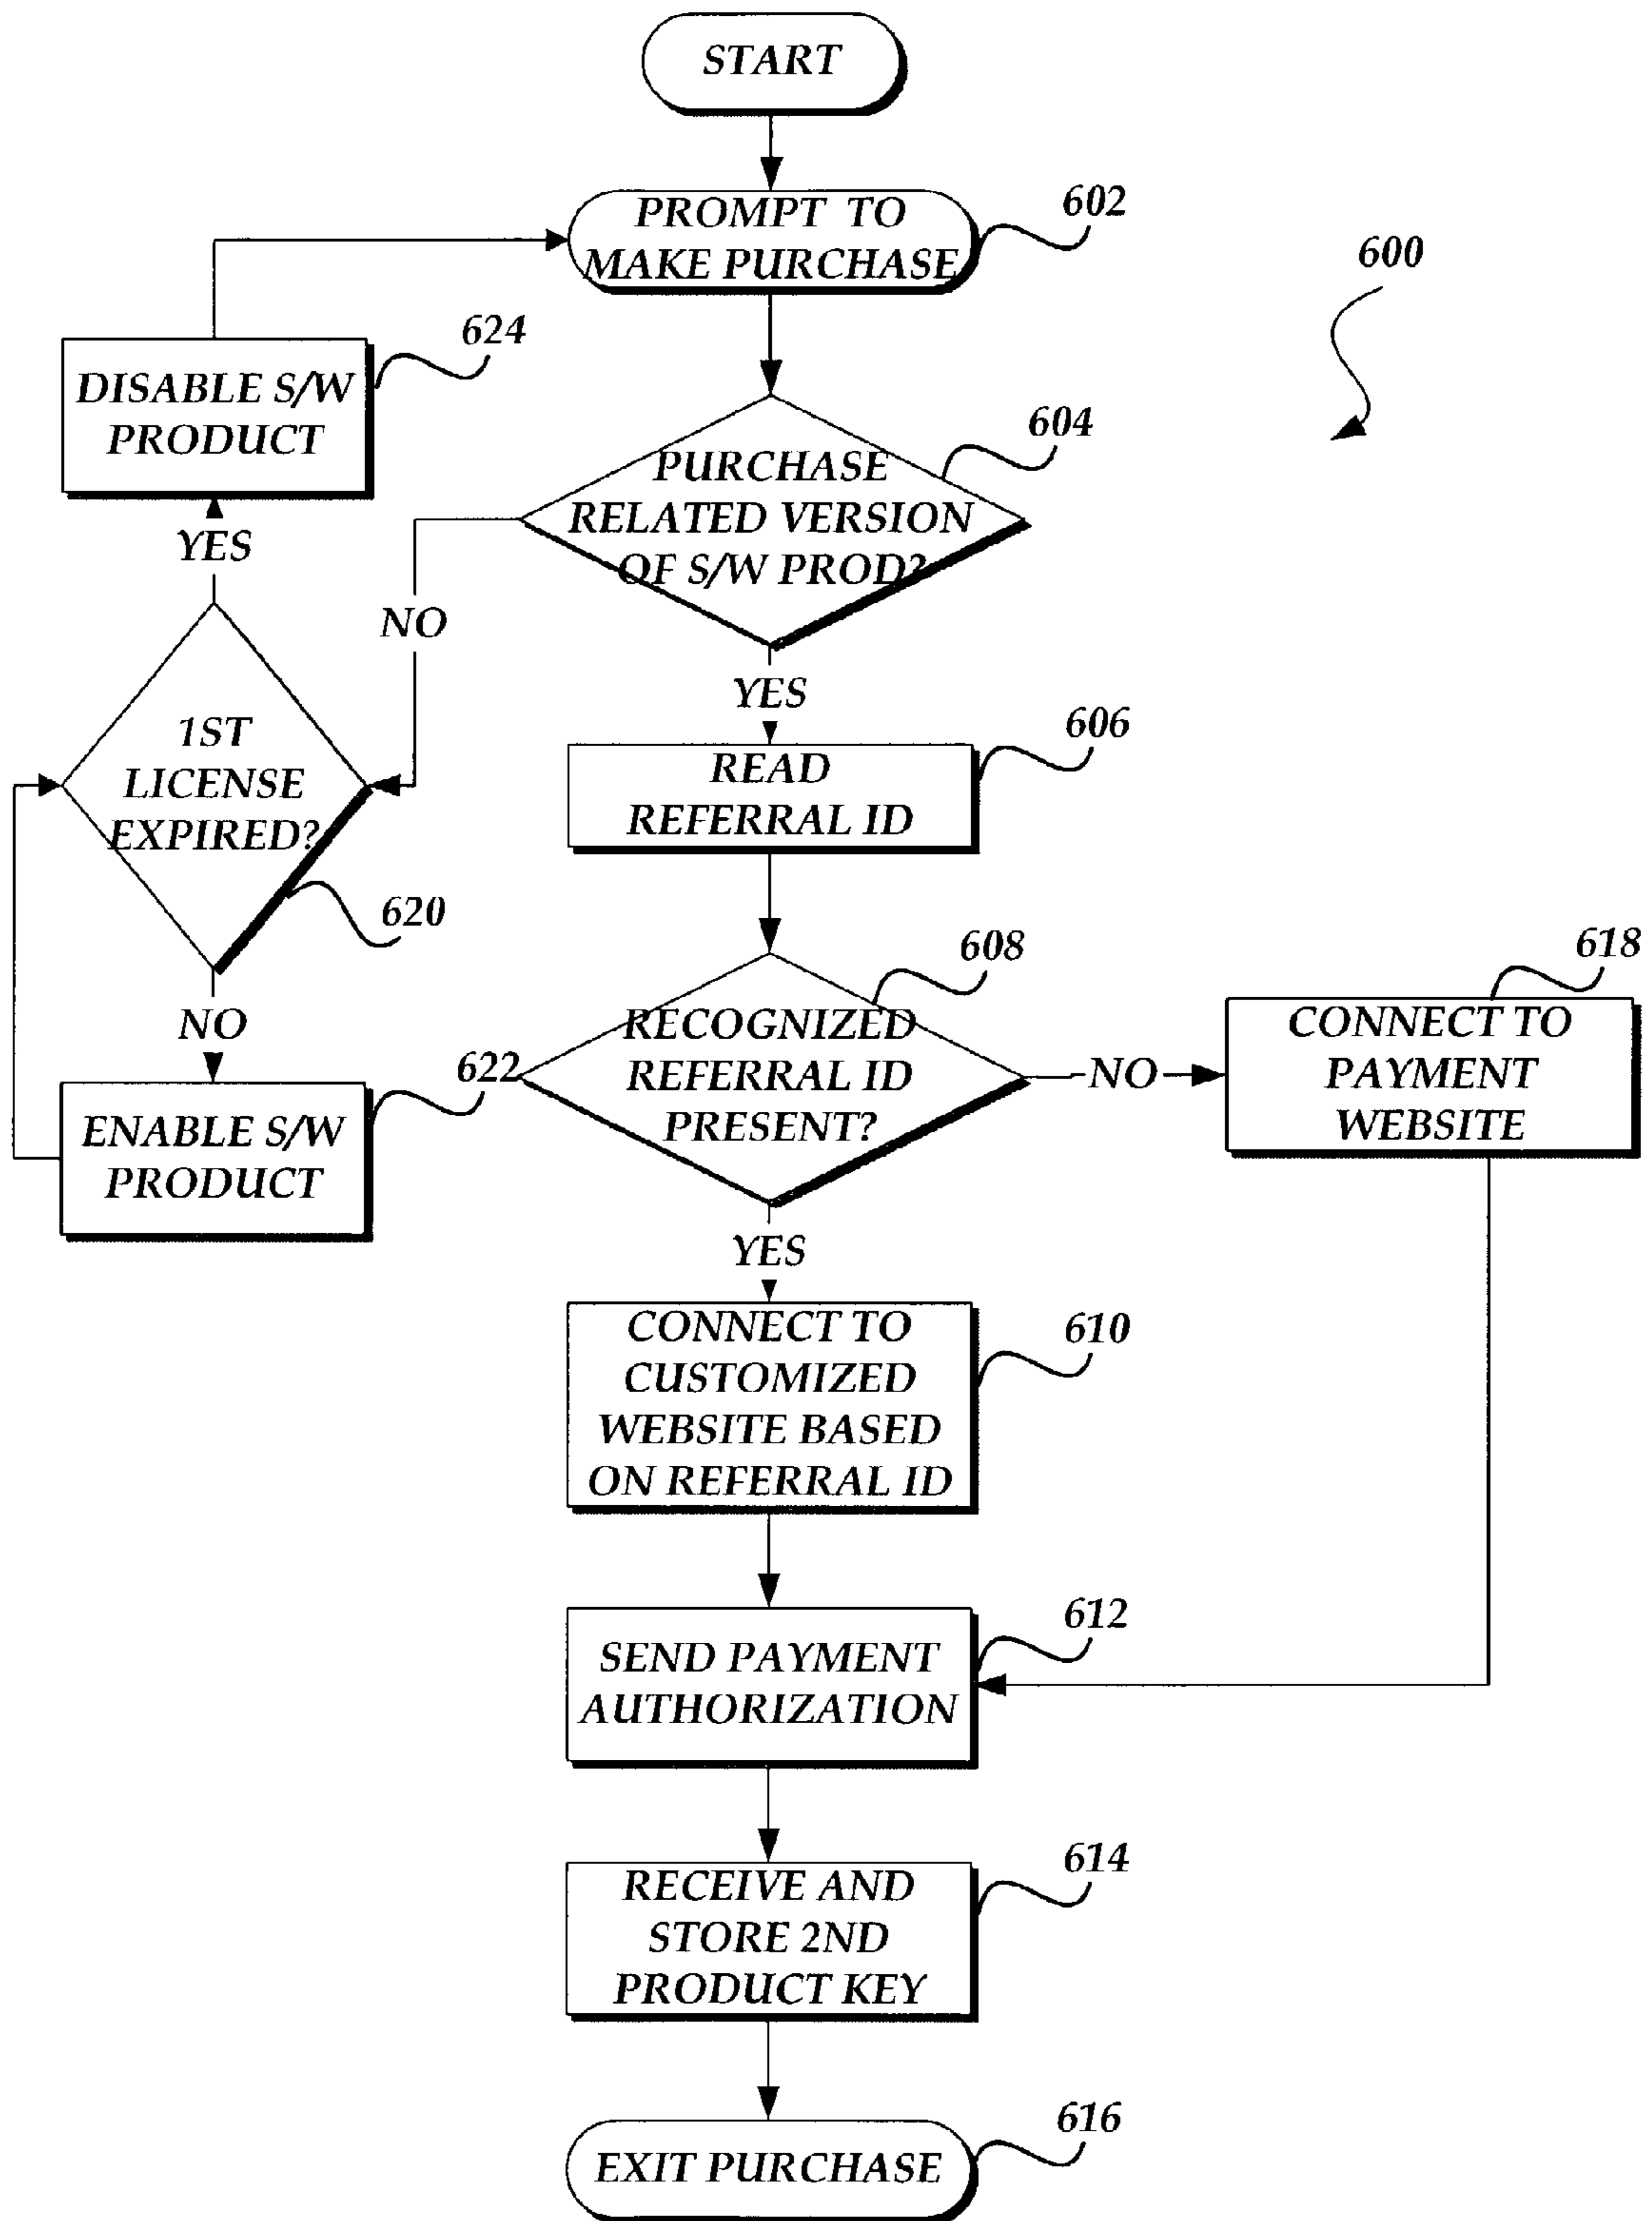 START
PROMPT TO
MAKE PURCHASE
602
600
624
DISABLE S/W
PRODUCT
604
PURCHASE
RELATED VERSION
OF S/W PROD?
YES
NO
YES
606
READ
REFERRAL ID
1ST
LICENSE
EXPIRED?
620
608
618
NO
RECOGNIZED
REFERRAL ID
PRESENT?
NO
CONNECT TO
PAYMENT
WEBSITE
622
ENABLE S/W
PRODUCT
YES
610
CONNECT TO
CUSTOMIZED
WEBSITE BASED
ON REFERRAL ID
612
SEND PAYMENT
AUTHORIZATION
614
RECEIVE AND
STORE 2ND
PRODUCT KEY
616
EXIT PURCHASE